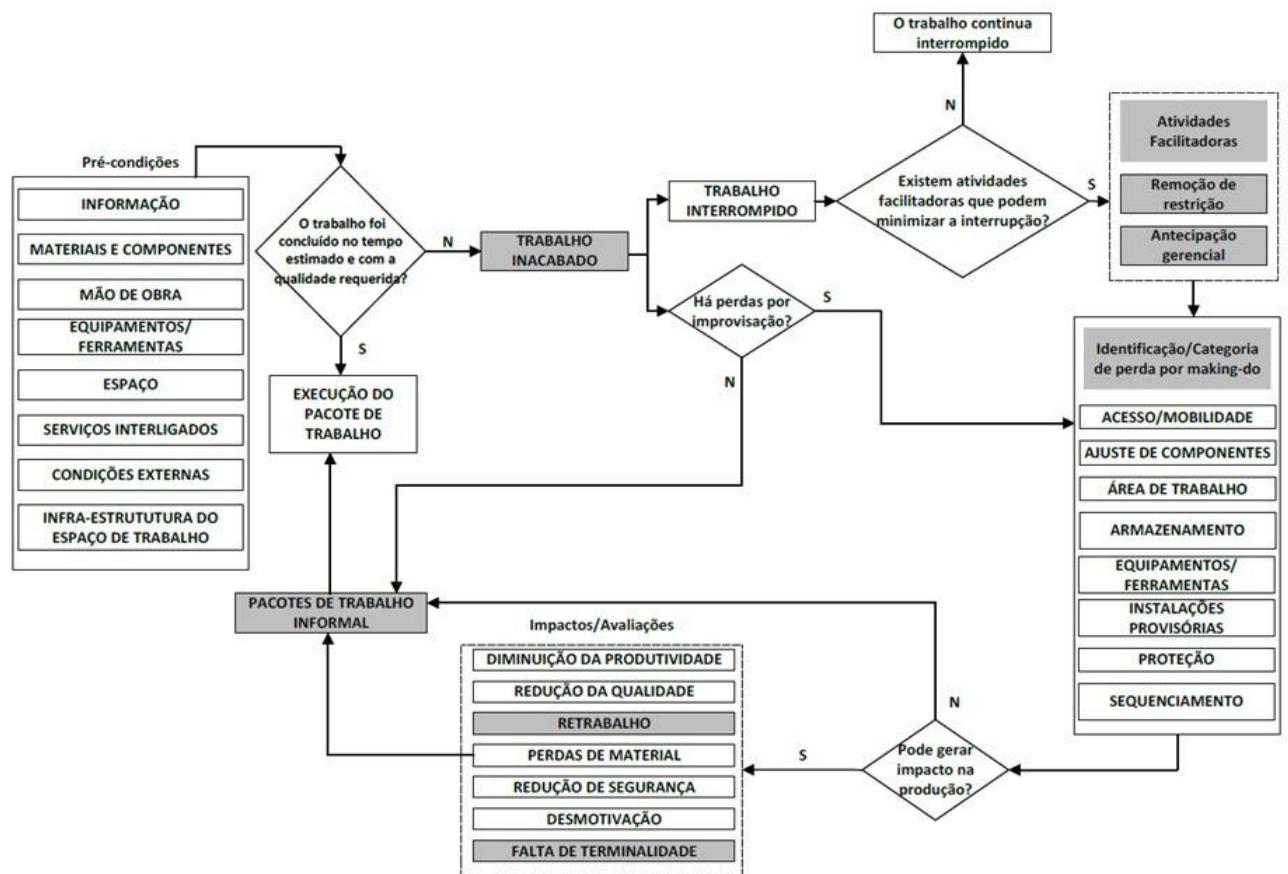 O trabalho continua
interrompido
N
Atividades
Facilitadoras
Remoção de
restrição
Antecipação
gerencial
Pré-condições
INFORMAÇÃO
MATERIAIS E COMPONENTES
MÃO DE OBRA
EQUIPAMENTOS/
FERRAMENTAS
ESPAÇO
SERVIÇOS INTERLIGADOS
CONDIÇÕES EXTERNAS
INFRA-ESTRUTUTURA DO
ESPAÇO DE TRABALHO
O trabalho foi
concluído no tempo
estimado e com a
qualidade requerida?
N
S
TRABALHO
INACABADO
TRABALHO
INTERROMPIDO
Existem atividades
facilitadoras que podem
minimizar a interrupção?
S
Há perdas por
improvisação?
S
N
EXECUÇÃO DO
PACOTE DE
TRABALHO
Identificação/Categoria
de perda por making-do
ACESSO/MOBILIDADE
AJUSTE DE COMPONENTES
ÁREA DE TRABALHO
ARMAZENAMENTO
EQUIPAMENTOS/
FERRAMENTAS
INSTALAÇÕES
PROVISÓRIAS
PROTEÇÃO
SEQUENCIAMENTO
PACOTES DE TRABALHO
INFORMAL
Impactos/Avaliações
DIMINUIÇÃO DA PRODUTIVIDADE
REDUÇÃO DA QUALIDADE
RETRABALHO
PERDAS DE MATERIAL
REDUÇÃO DE SEGURANÇA
DESMOTIVAÇÃO
FALTA DE TERMINALIDADE
S
N
Pode gerar
impacto na
produção?